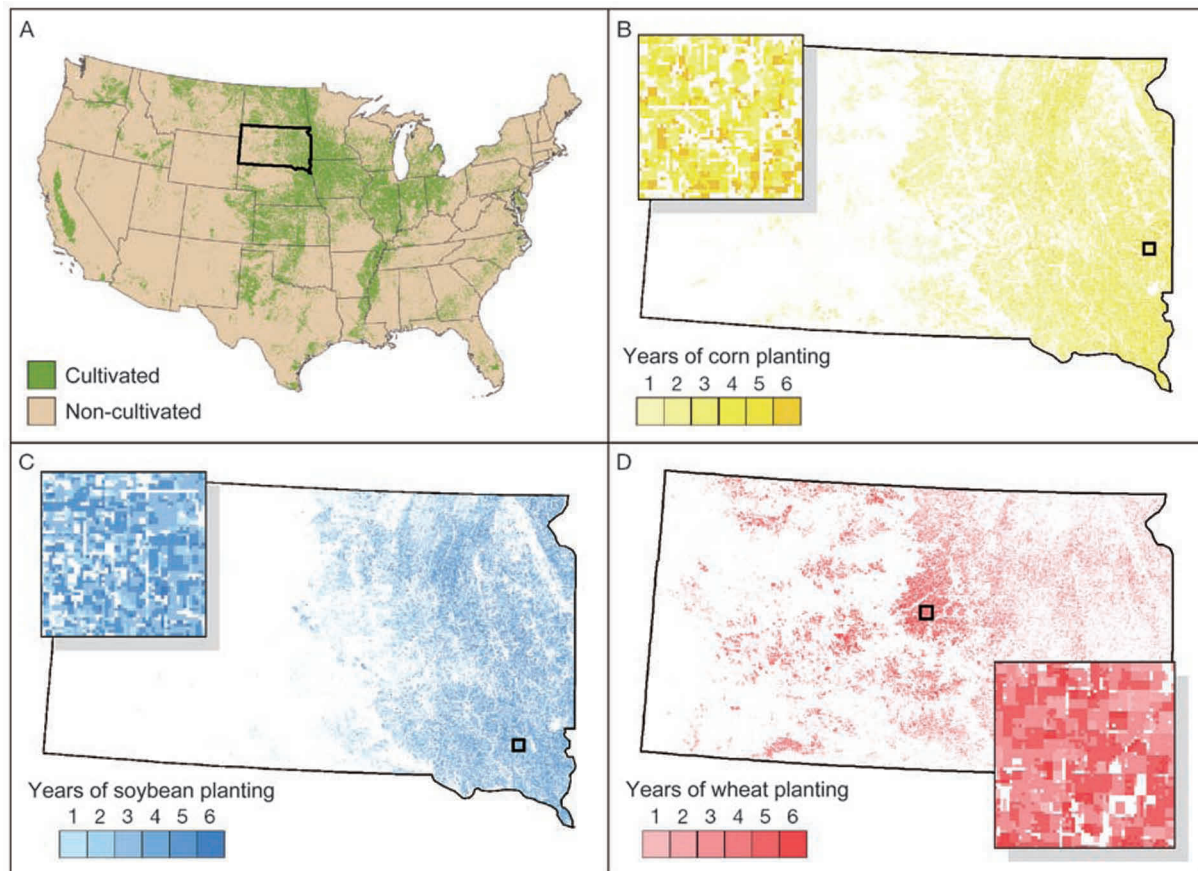 A
Cultivated
Non-cultivated
B
Years of corn planting
1 2 3 4 5 6
C
Years of soybean planting
1 2 3 4 5 6
D
Years of wheat planting
1 2 3 4 5 6